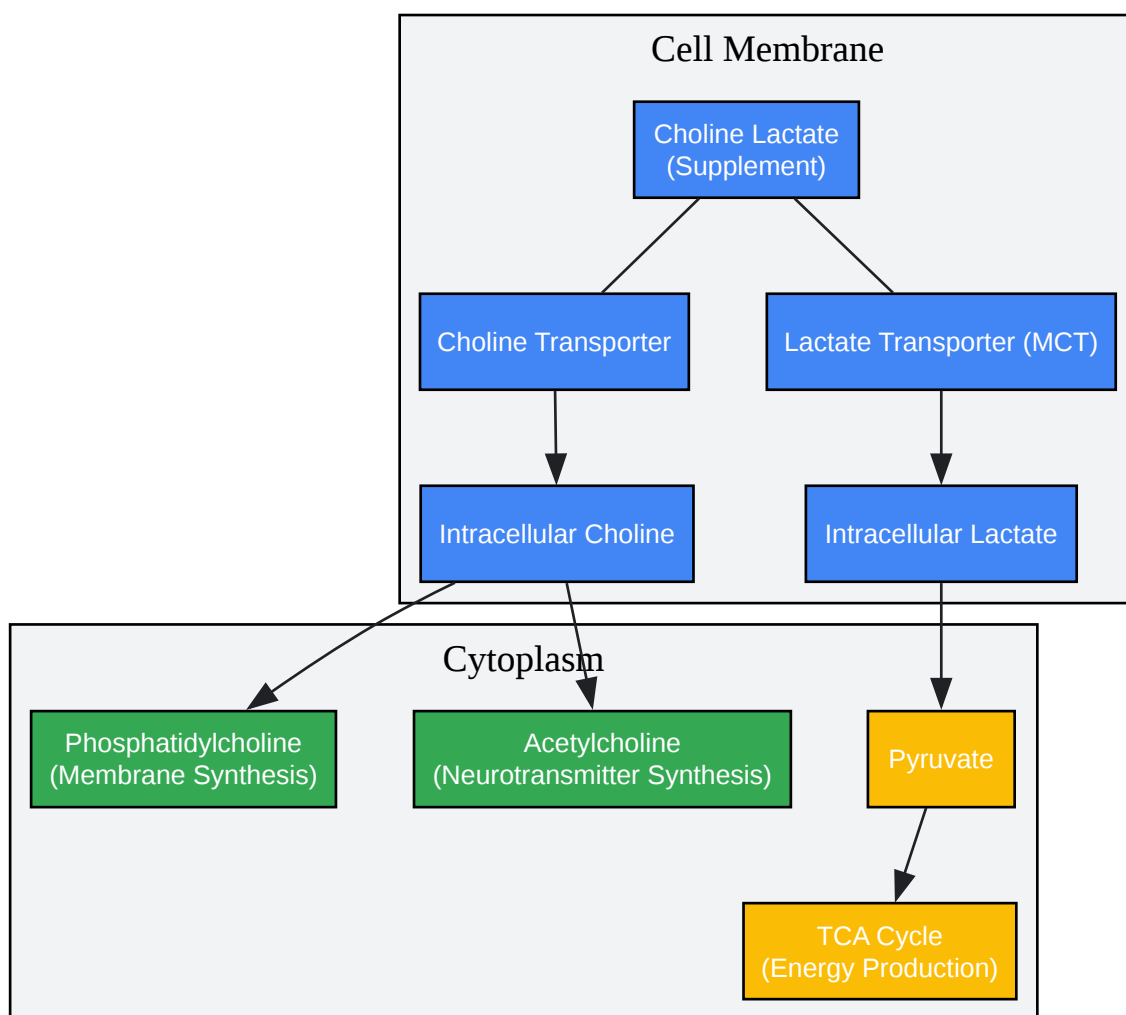 Cell Membrane
Choline Lactate
(Supplement)
Choline Transporter
Lactate Transporter (MCT)
Intracellular Choline
Intracellular Lactate
Cytoplasm
Phosphatidylcholine
(Membrane Synthesis)
Acetylcholine
(Neurotransmitter Synthesis)
Pyruvate
TCA Cycle
(Energy Production)